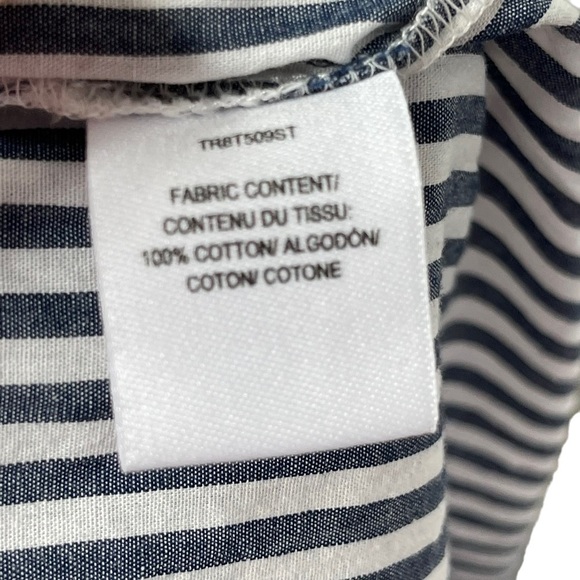 TR8T509ST
FABRIC CONTENT/
CONTENU DU TISSU:
100% COTTON/ ALGODÓN/
COTON/ COTONE